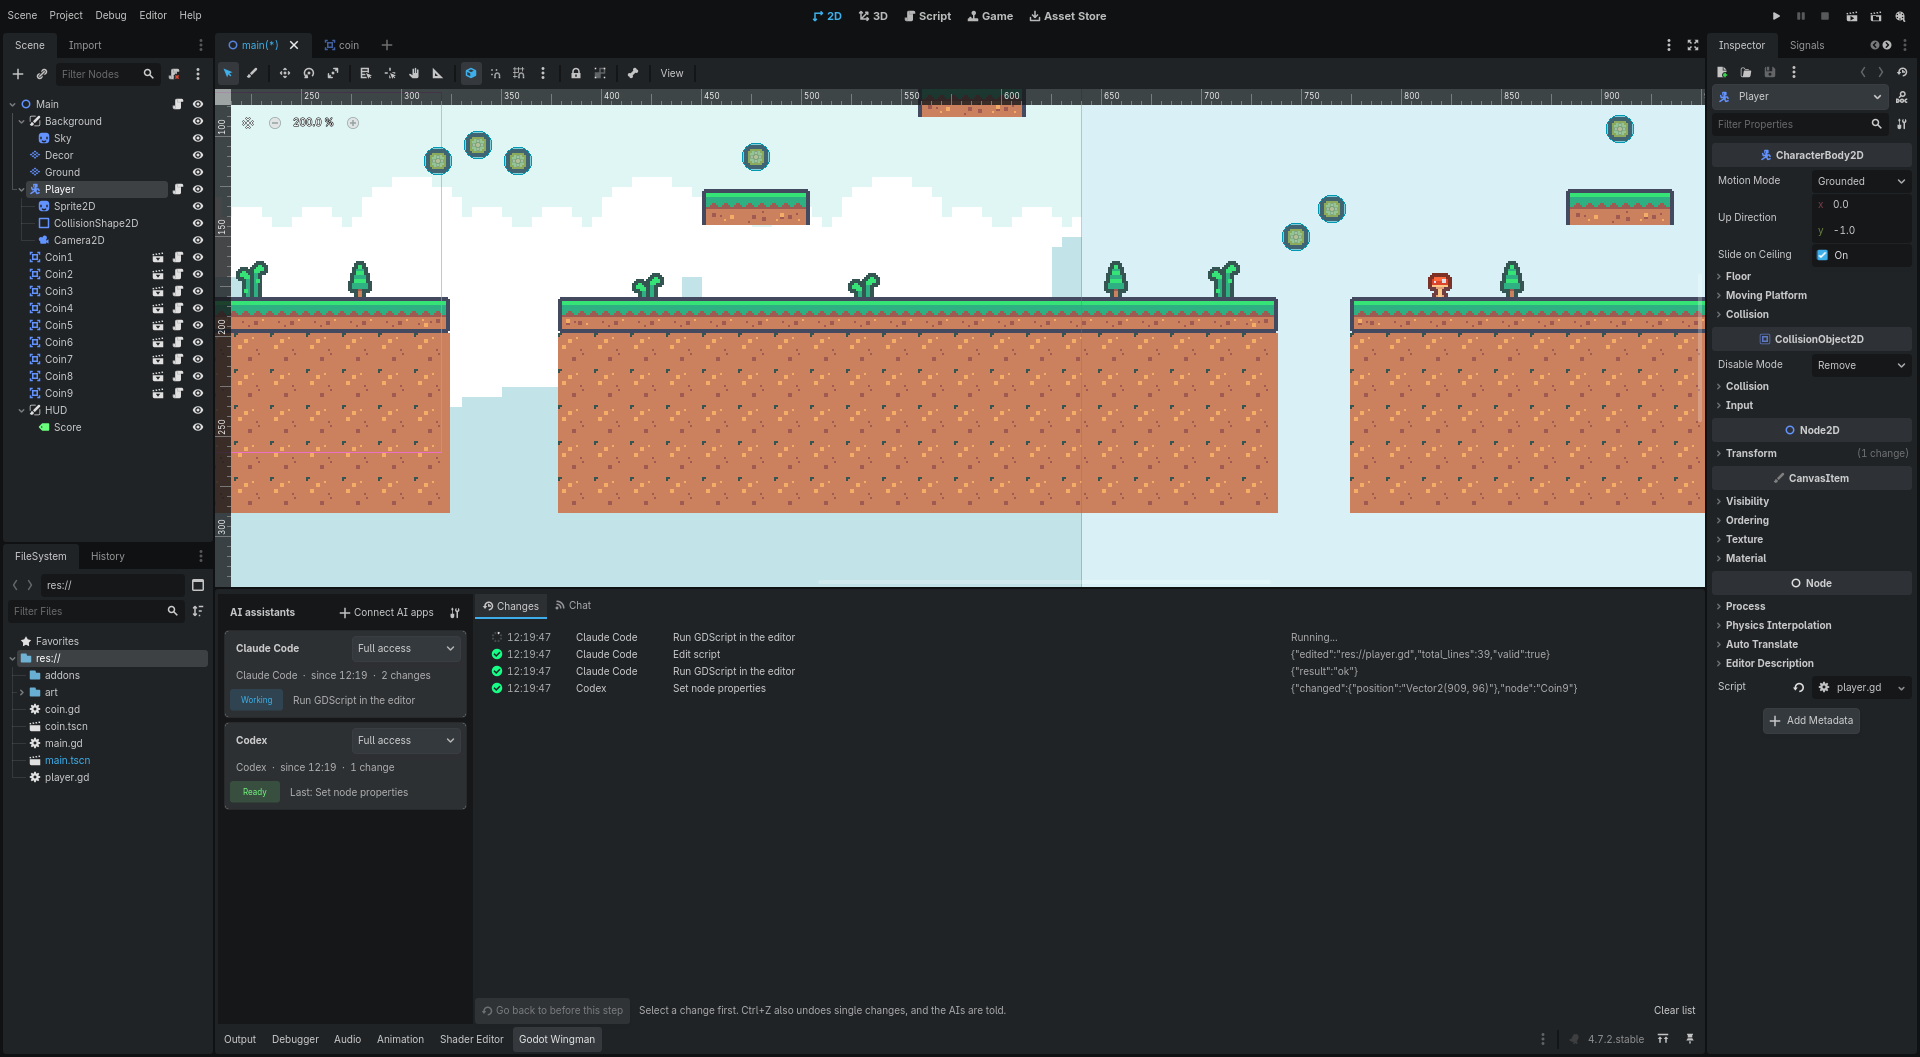 Scene Project Debug Editor Help
2D 3D Script Game Asset Store
Scene Import
Filter Nodes
Main
Background
Sky
Decor
Ground
Player
Sprite2D
CollisionShape2D
Camera2D
Coin1
Coin2
Coin3
Coin4
Coin5
Coin6
Coin7
Coin8
Coin9
HUD
Score
FileSystem History
res://
Filter Files
Favorites
res://
addons
art
coin.gd
coin.tscn
main.gd
main.tscn
player.gd
main(*) coin
View
250 300 350 400 450 500 550 600 650 700 750 800 850 900
100
150
200
250
300
200.0 %
AI assistants Connect AI apps
Claude Code Full access
Claude Code · since 12:19 · 2 changes
Working Run GDScript in the editor
Codex Full access
Codex · since 12:19 · 1 change
Ready Last: Set node properties
Changes Chat
12:19:47 Claude Code Run GDScript in the editor Running...
12:19:47 Claude Code Edit script {"edited":"res://player.gd","total_lines":39,"valid":true}
12:19:47 Claude Code Run GDScript in the editor {"result":"ok"}
12:19:47 Codex Set node properties {"changed":{"position":"Vector2(909, 96)"},"node":"Coin9"}
Go back to before this step Select a change first. Ctrl+Z also undoes single changes, and the AIs are told. Clear list
Output Debugger Audio Animation Shader Editor Godot Wingman 4.7.2.stable
Inspector Signals
Player
Filter Properties
CharacterBody2D
Motion Mode Grounded
Up Direction
x 0.0
y -1.0
Slide on Ceiling On
Floor
Moving Platform
Collision
CollisionObject2D
Disable Mode Remove
Collision
Input
Node2D
Transform (1 change)
CanvasItem
Visibility
Ordering
Texture
Material
Node
Process
Physics Interpolation
Auto Translate
Editor Description
Script player.gd
Add Metadata